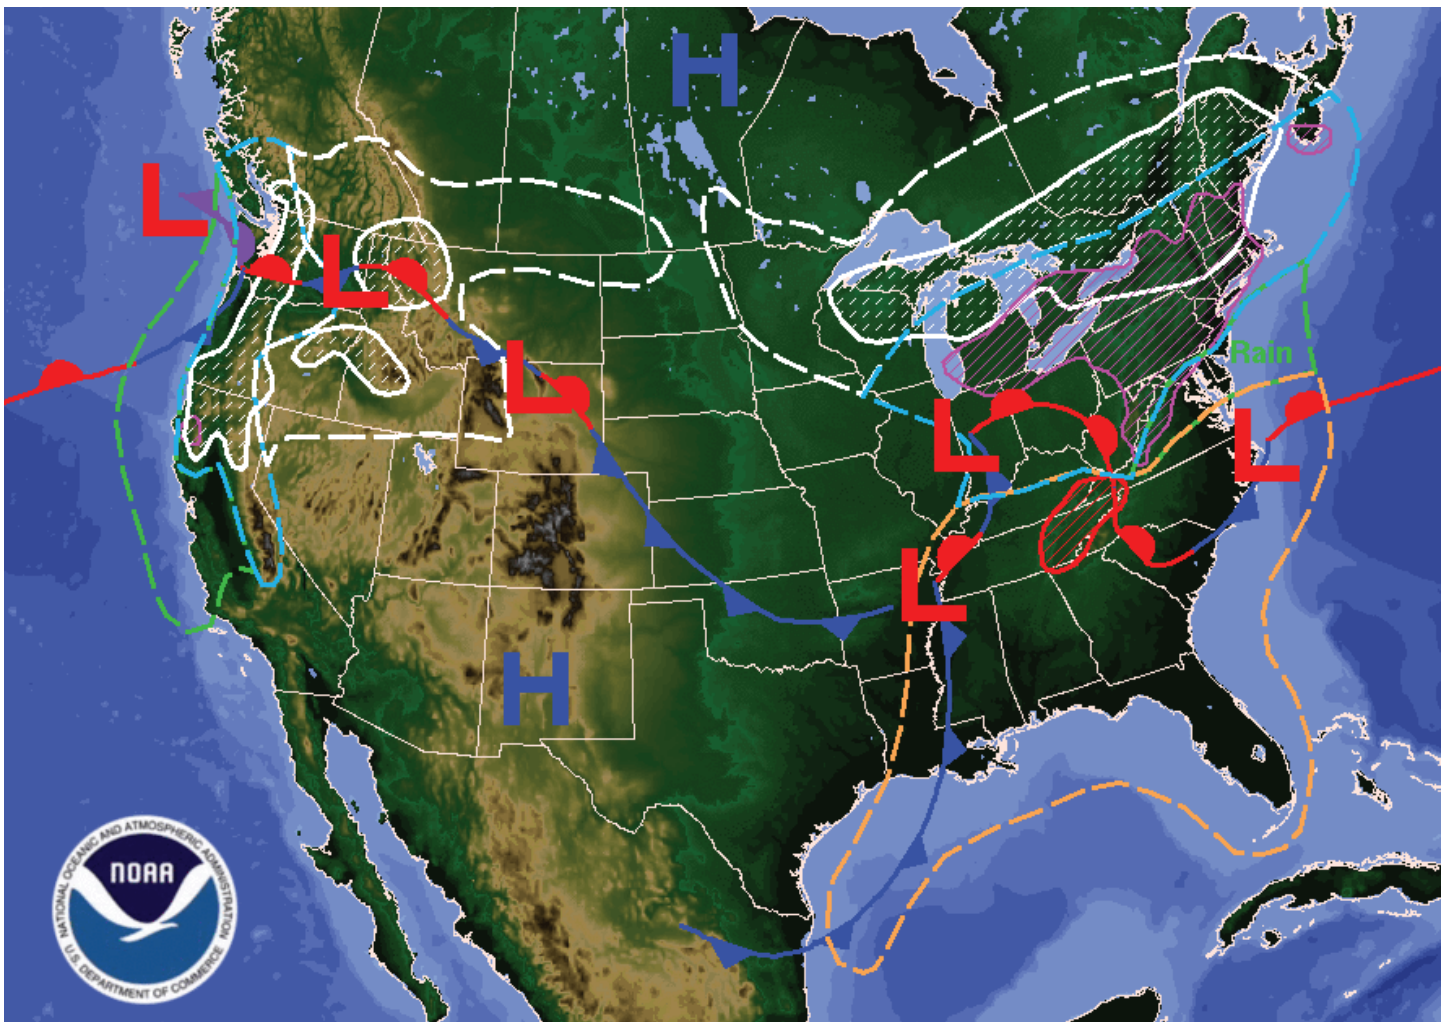 H
L
L
L
Rain
L
L
L
H
NATIONAL OCEANIC AND ATMOSPHERIC ADMINISTRATION
NOAA
U.S. DEPARTMENT OF COMMERCE